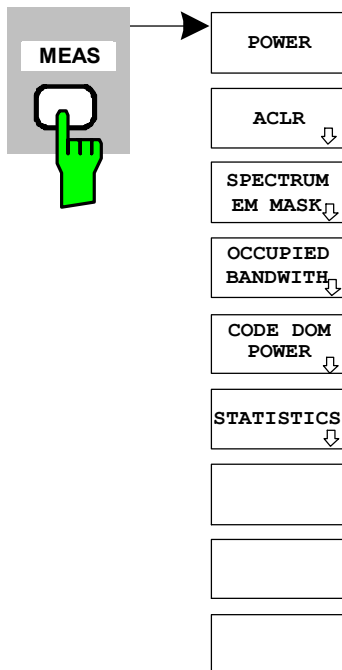 MEAS
POWER
ACLR
SPECTRUM
EM MASK
OCCUPIED
BANDWITH
CODE DOM
POWER
STATISTICS